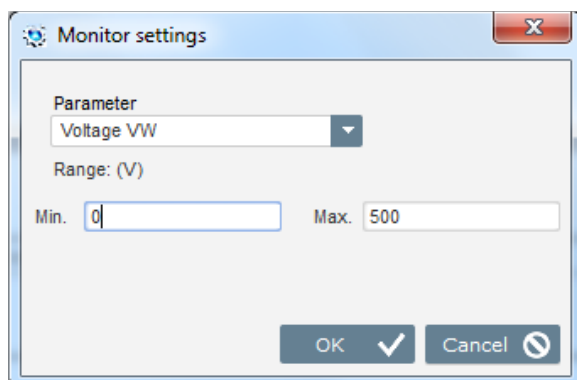 Monitor settings
Parameter
Voltage VW
Range: (V)
Min. 0 Max. 500
OK Cancel